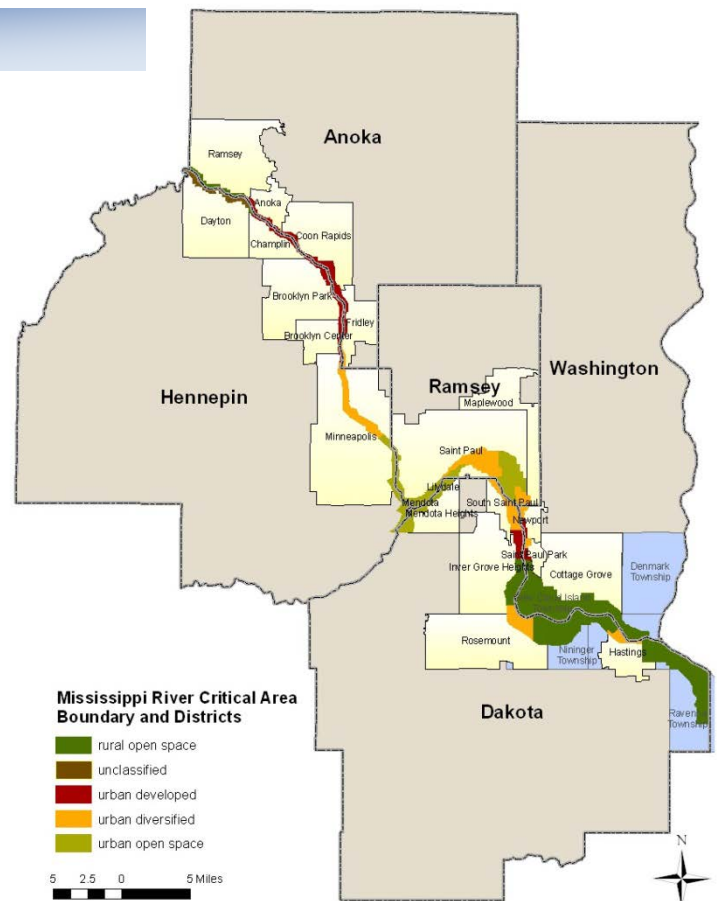 Anoka
Ramsey
Anoka
Dayton
Champlin
Coon Rapids
Brooklyn Park
Fridley
Brooklyn Center
Washington
Ramsey
Hennepin
Maplewood
Minneapolis
Saint Paul
Lilydale
Mendota
South Saint Paul
Mendota Heights
Newport
Saint Paul Park
Inver Grove Heights
Cottage Grove
Denmark
Township
Cloud Island
Rosemount
Nininger
Township
Hastings
Dakota
Township
Mississippi River Critical Area
Boundary and Districts
rural open space
unclassified
urban developed
urban diversified
urban open space
N
5 2.5 0 5 Miles